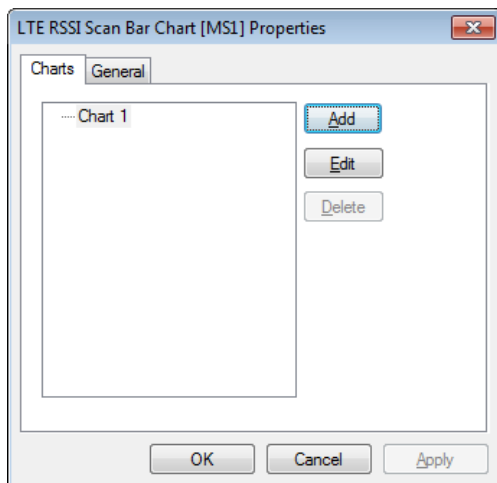 LTE RSSI Scan Bar Chart [MS1] Properties
Charts General
Chart 1
Add
Edit
Delete
OK Cancel Apply